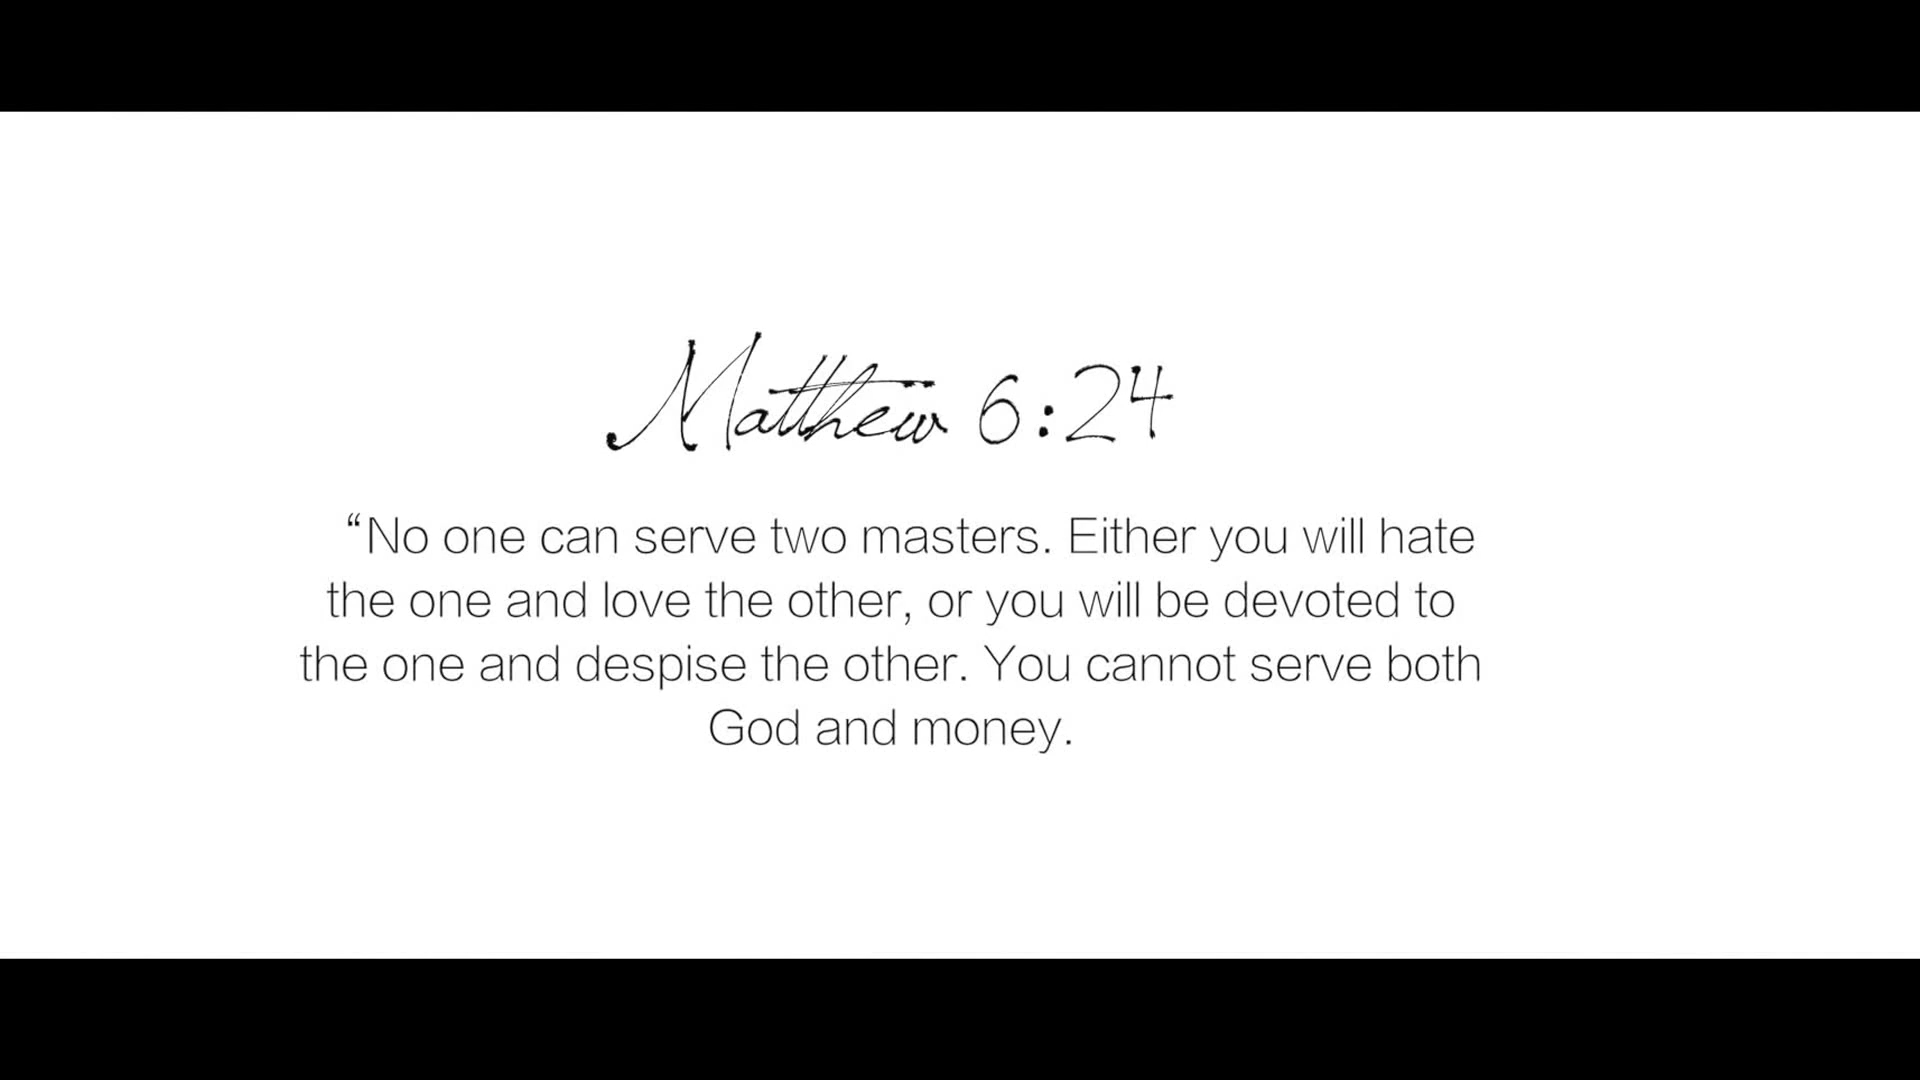 Matthew 6:24
“No one can serve two masters. Either you will hate
the one and love the other, or you will be devoted to
the one and despise the other. You cannot serve both
God and money.